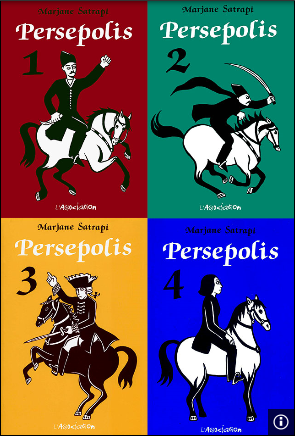 Marjane Satrapi
Persepolis
1
L'Association
Marjane Satrapi
Persepolis
2
L'Association
Marjane Satrapi
Persepolis
3
L'Association
Marjane Satrapi
Persepolis
4
L'Association